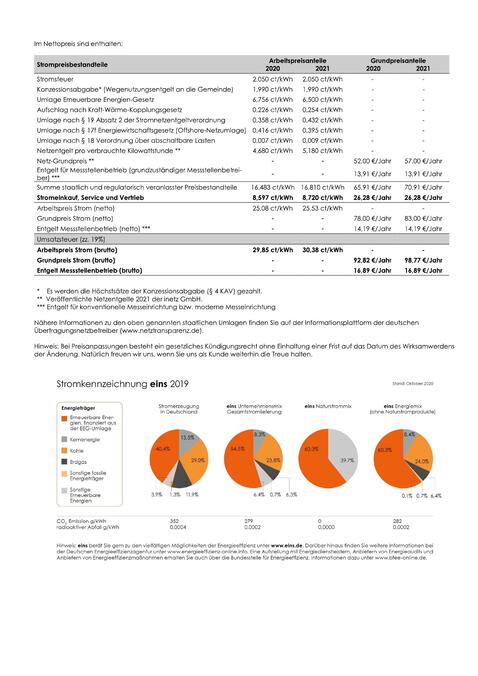 Im Nettopreis sind enthalten:
Strompreisbestandteile Arbeitspreisanteile Grundpreisanteile
2020 2021 2020 2021
Stromsteuer 2,050 ct/kWh 2,050 ct/kWh - -
Konzessionsabgabe* (Wegenutzungsentgelt an die Gemeinde) 1,990 ct/kWh 1,990 ct/kWh - -
Umlage Erneuerbare Energien-Gesetz 6,756 ct/kWh 6,500 ct/kWh - -
Aufschlag nach Kraft-Wärme-Kopplungsgesetz 0,226 ct/kWh 0,254 ct/kWh - -
Umlage nach § 19 Absatz 2 der Stromnetzentgeltverordnung 0,358 ct/kWh 0,432 ct/kWh - -
Umlage nach § 17f Energiewirtschaftsgesetz (Offshore-Netzumlage) 0,416 ct/kWh 0,395 ct/kWh - -
Umlage nach § 18 Verordnung über abschaltbare Lasten 0,007 ct/kWh 0,009 ct/kWh - -
Netzentgelt pro verbrauchte Kilowattstunde ** 4,680 ct/kWh 5,180 ct/kWh - -
Netz-Grundpreis ** - - 52,00 €/Jahr 57,00 €/Jahr
Entgelt für Messstellenbetrieb (grundzuständiger Messstellenbetrei-
ber) *** - - 13,91 €/Jahr 13,91 €/Jahr
Summe staatlich und regulatorisch veranlasster Preisbestandteile 16,483 ct/kWh 16,810 ct/kWh 65,91 €/Jahr 70,91 €/Jahr
Stromeinkauf, Service und Vertrieb 8,597 ct/kWh 8,720 ct/kWh 26,28 €/Jahr 26,28 €/Jahr
Arbeitspreis Strom (netto) 25,08 ct/kWh 25,53 ct/kWh - -
Grundpreis Strom (netto) - - 78,00 €/Jahr 83,00 €/Jahr
Entgelt Messstellenbetrieb (netto) *** - - 14,19 €/Jahr 14,19 €/Jahr
Umsatzsteuer (zz. 19%)
Arbeitspreis Strom (brutto) 29,85 ct/kWh 30,38 ct/kWh - -
Grundpreis Strom (brutto) - - 92,82 €/Jahr 98,77 €/Jahr
Entgelt Messstellenbetrieb (brutto) - - 16,89 €/Jahr 16,89 €/Jahr
* Es werden die Höchstsätze der Konzessionsabgabe (§ 4 KAV) gezahlt.
** Veröffentlichte Netzentgelte 2021 der inetz GmbH.
*** Entgelt für konventionelle Messeinrichtung bzw. moderne Messeinrichtung
Nähere Informationen zu den oben genannten staatlichen Umlagen finden Sie auf der Informationsplattform der deutschen
Übertragungsnetzbetreiber (www.netztransparenz.de).
Hinweis: Bei Preisanpassungen besteht ein gesetzliches Kündigungsrecht ohne Einhaltung einer Frist auf das Datum des Wirksamwerdens
der Änderung. Natürlich freuen wir uns, wenn Sie uns als Kunde weiterhin die Treue halten.
Stromkennzeichnung eins 2019 Stand: Oktober 2020
Energieträger
Erneuerbare Ener-
gien, finanziert aus
der EEG-Umlage
Kernenergie
Kohle
Erdgas
Sonstige fossile
Energieträger
Sonstige
Erneuerbare
Energien
Stromerzeugung
in Deutschland
40,4% 13,5% 29,0%
3,9% 1,3% 11,9%
eins Unternehmensmix
Gesamtstromlieferung
54,5% 8,3% 23,8%
6,4% 0,7% 6,3%
eins Naturstrommix
60,3% 39,7%
eins Energiemix
(ohne Naturstromprodukte)
60,3% 8,4% 24,0%
0,1% 0,7% 6,4%
CO₂ Emission g/kWh 352 279 0 282
radioaktiver Abfall g/kWh 0,0004 0,0002 0,0000 0,0002
Hinweis: eins berät Sie gern zu den vielfältigen Möglichkeiten der Energieeffizienz unter www.eins.de. Darüber hinaus finden Sie weitere Informationen bei
der Deutschen Energieeffizienzagentur unter www.energieeffizienz-online.info. Eine Aufstellung mit Energiedienstleistern, Anbietern von Energieaudits und
Anbietern von Energieeffizienzmaßnahmen erhalten Sie auch über die Bundesstelle für Energieeffizienz. Informationen dazu unter www.bfee-online.de.